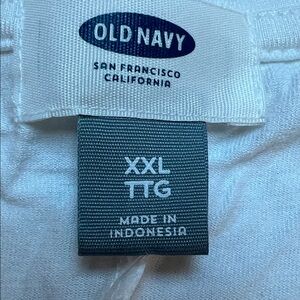 OLD NAVY
SAN FRANCISCO
CALIFORNIA
XXL
TTG
MADE IN
INDONESIA